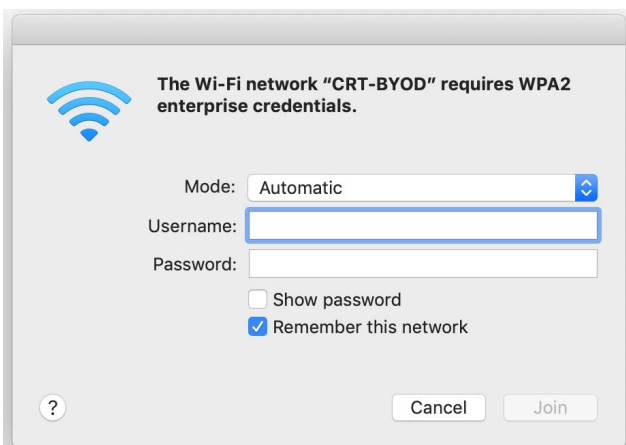 The Wi-Fi network “CRT-BYOD” requires WPA2
enterprise credentials.
Mode: Automatic
Username:
Password:
Show password
Remember this network
? Cancel Join